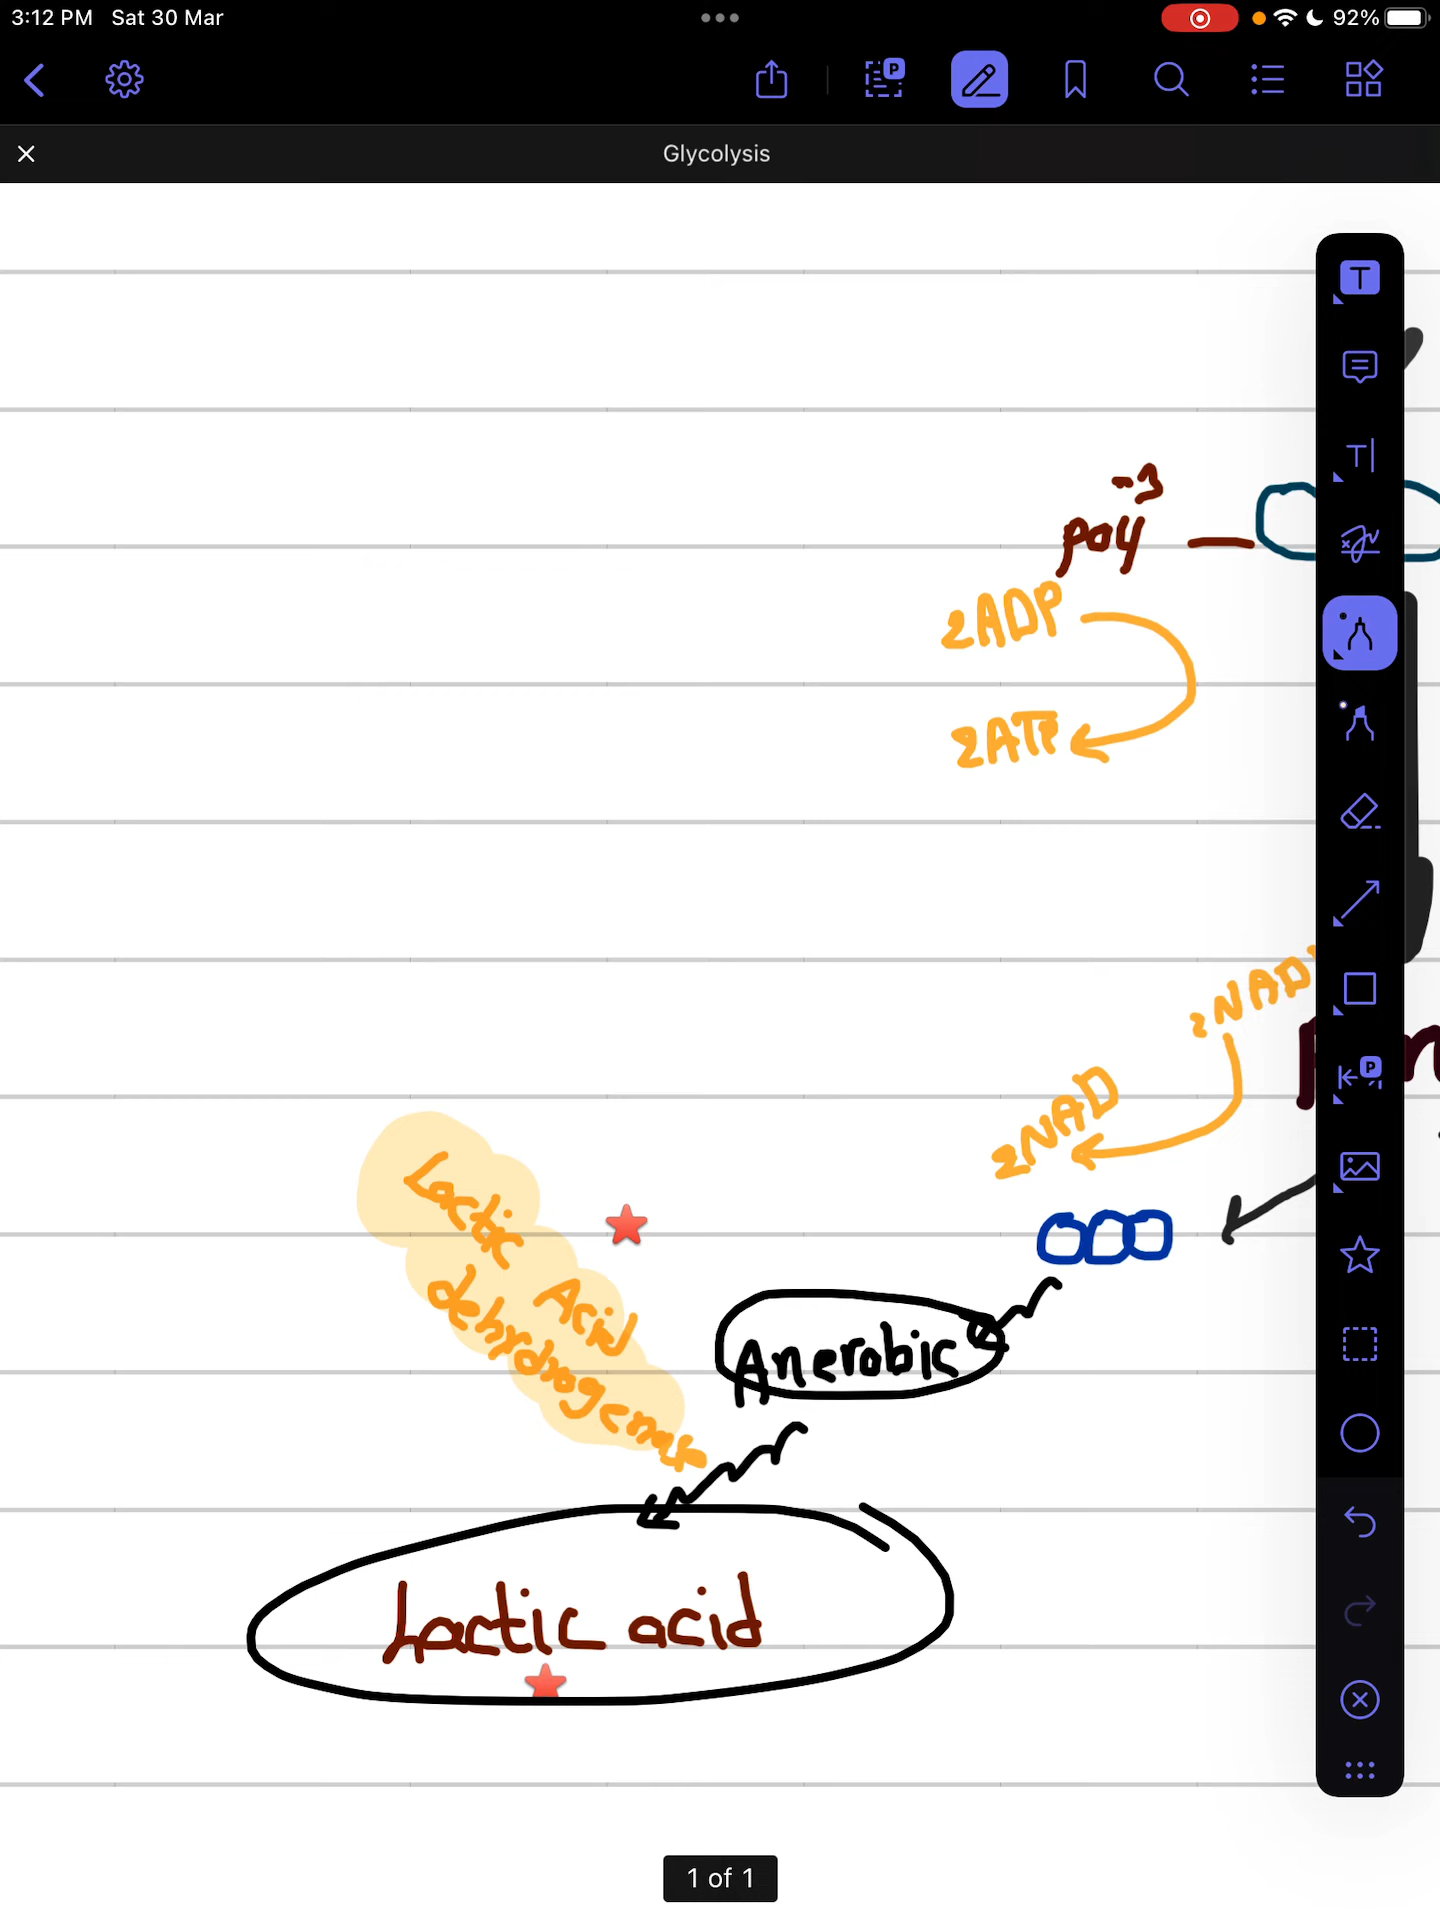 3:12 PM Sat 30 Mar
92%
Glycolysis
-3
PO4
2ADP
2ATP
2NAD
2NAD
Lactic
Acid
dehydrogenase
Anerobic
Lactic acid
1 of 1